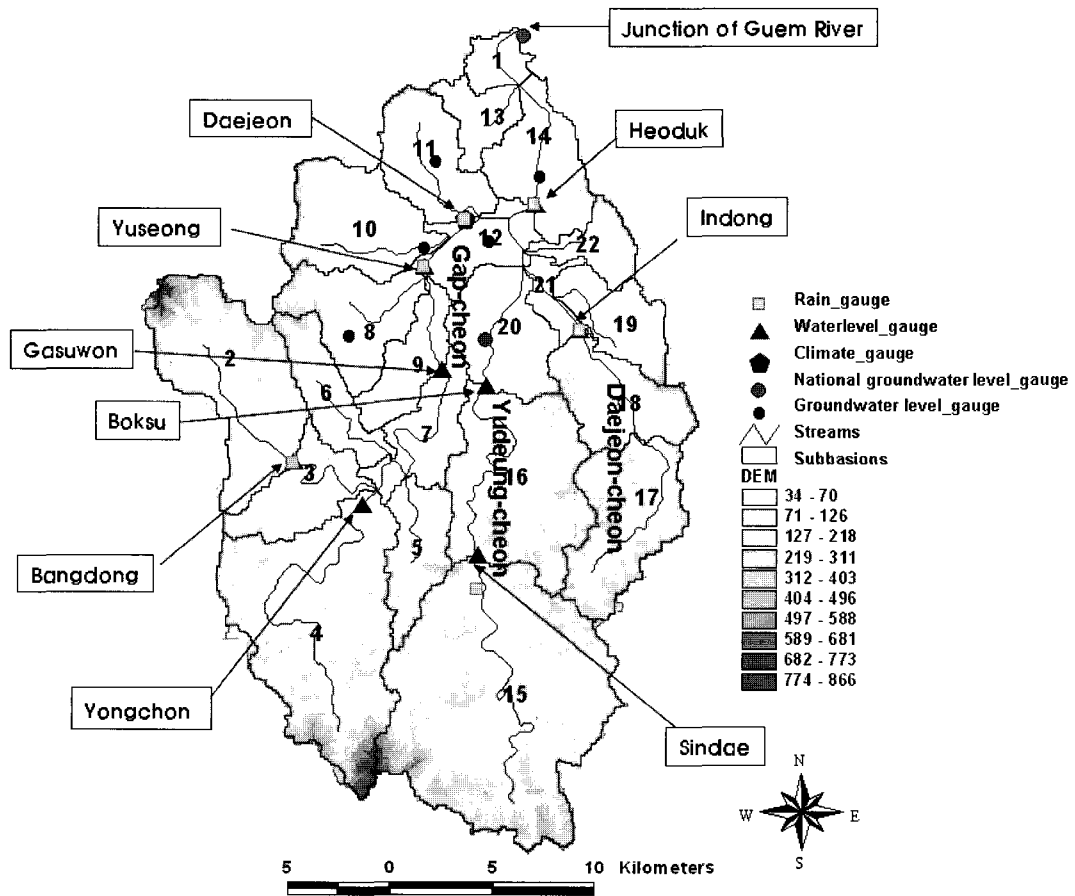 Junction of Guem River
1
Daejeon
13
Heoduk
11
14
Indong
Yuseong
10
12
22
Gap-cheon
21
Rain_gauge
19
8
20
Waterlevel_gauge
Gasuwon
2
9
Climate_gauge
National groundwater level_gauge
6
18
Groundwater level_gauge
Boksu
7
Yudeung-cheon
Daejeon-cheon
Streams
Subbasions
3
16
17
DEM
34 - 70
71 - 126
127 - 218
5
219 - 311
Bangdong
312 - 403
404 - 496
497 - 588
4
589 - 681
682 - 773
774 - 866
15
Yongchon
Sindae
N
W E
S
5 0 5 10 Kilometers